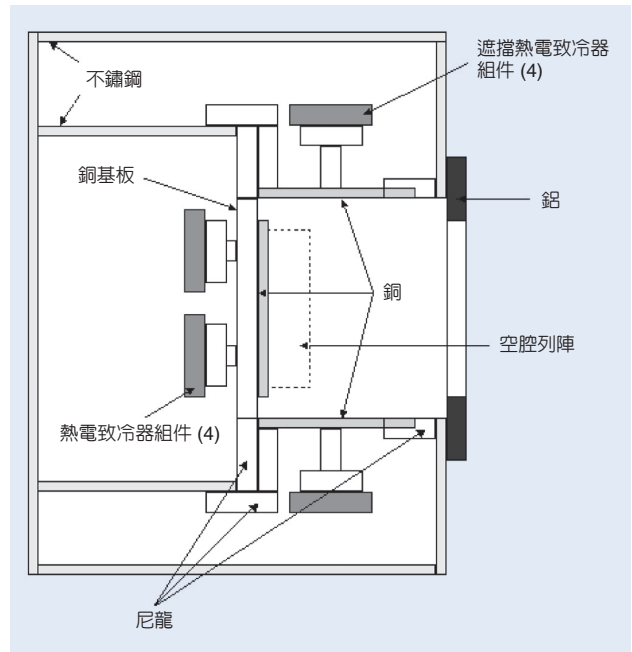 遮擋熱電致冷器
組件 (4)
不鏽鋼
銅基板
鋁
銅
空腔列陣
熱電致冷器組件 (4)
尼龍